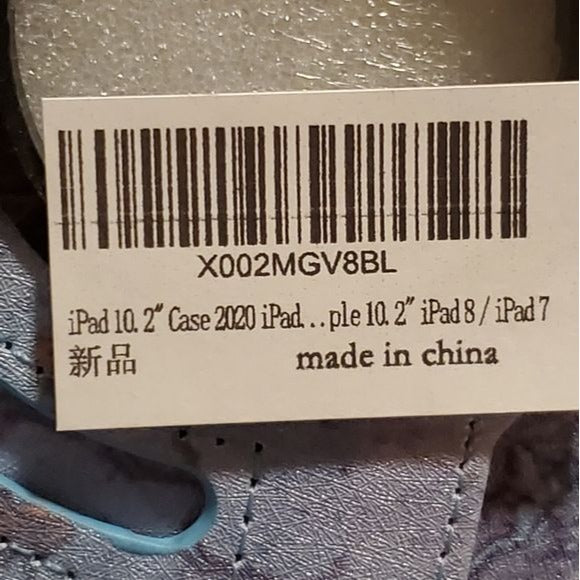 X002MGV8BL
iPad 10.2" Case 2020 iPad...ple 10.2" iPad 8 / iPad 7
新品
made in china